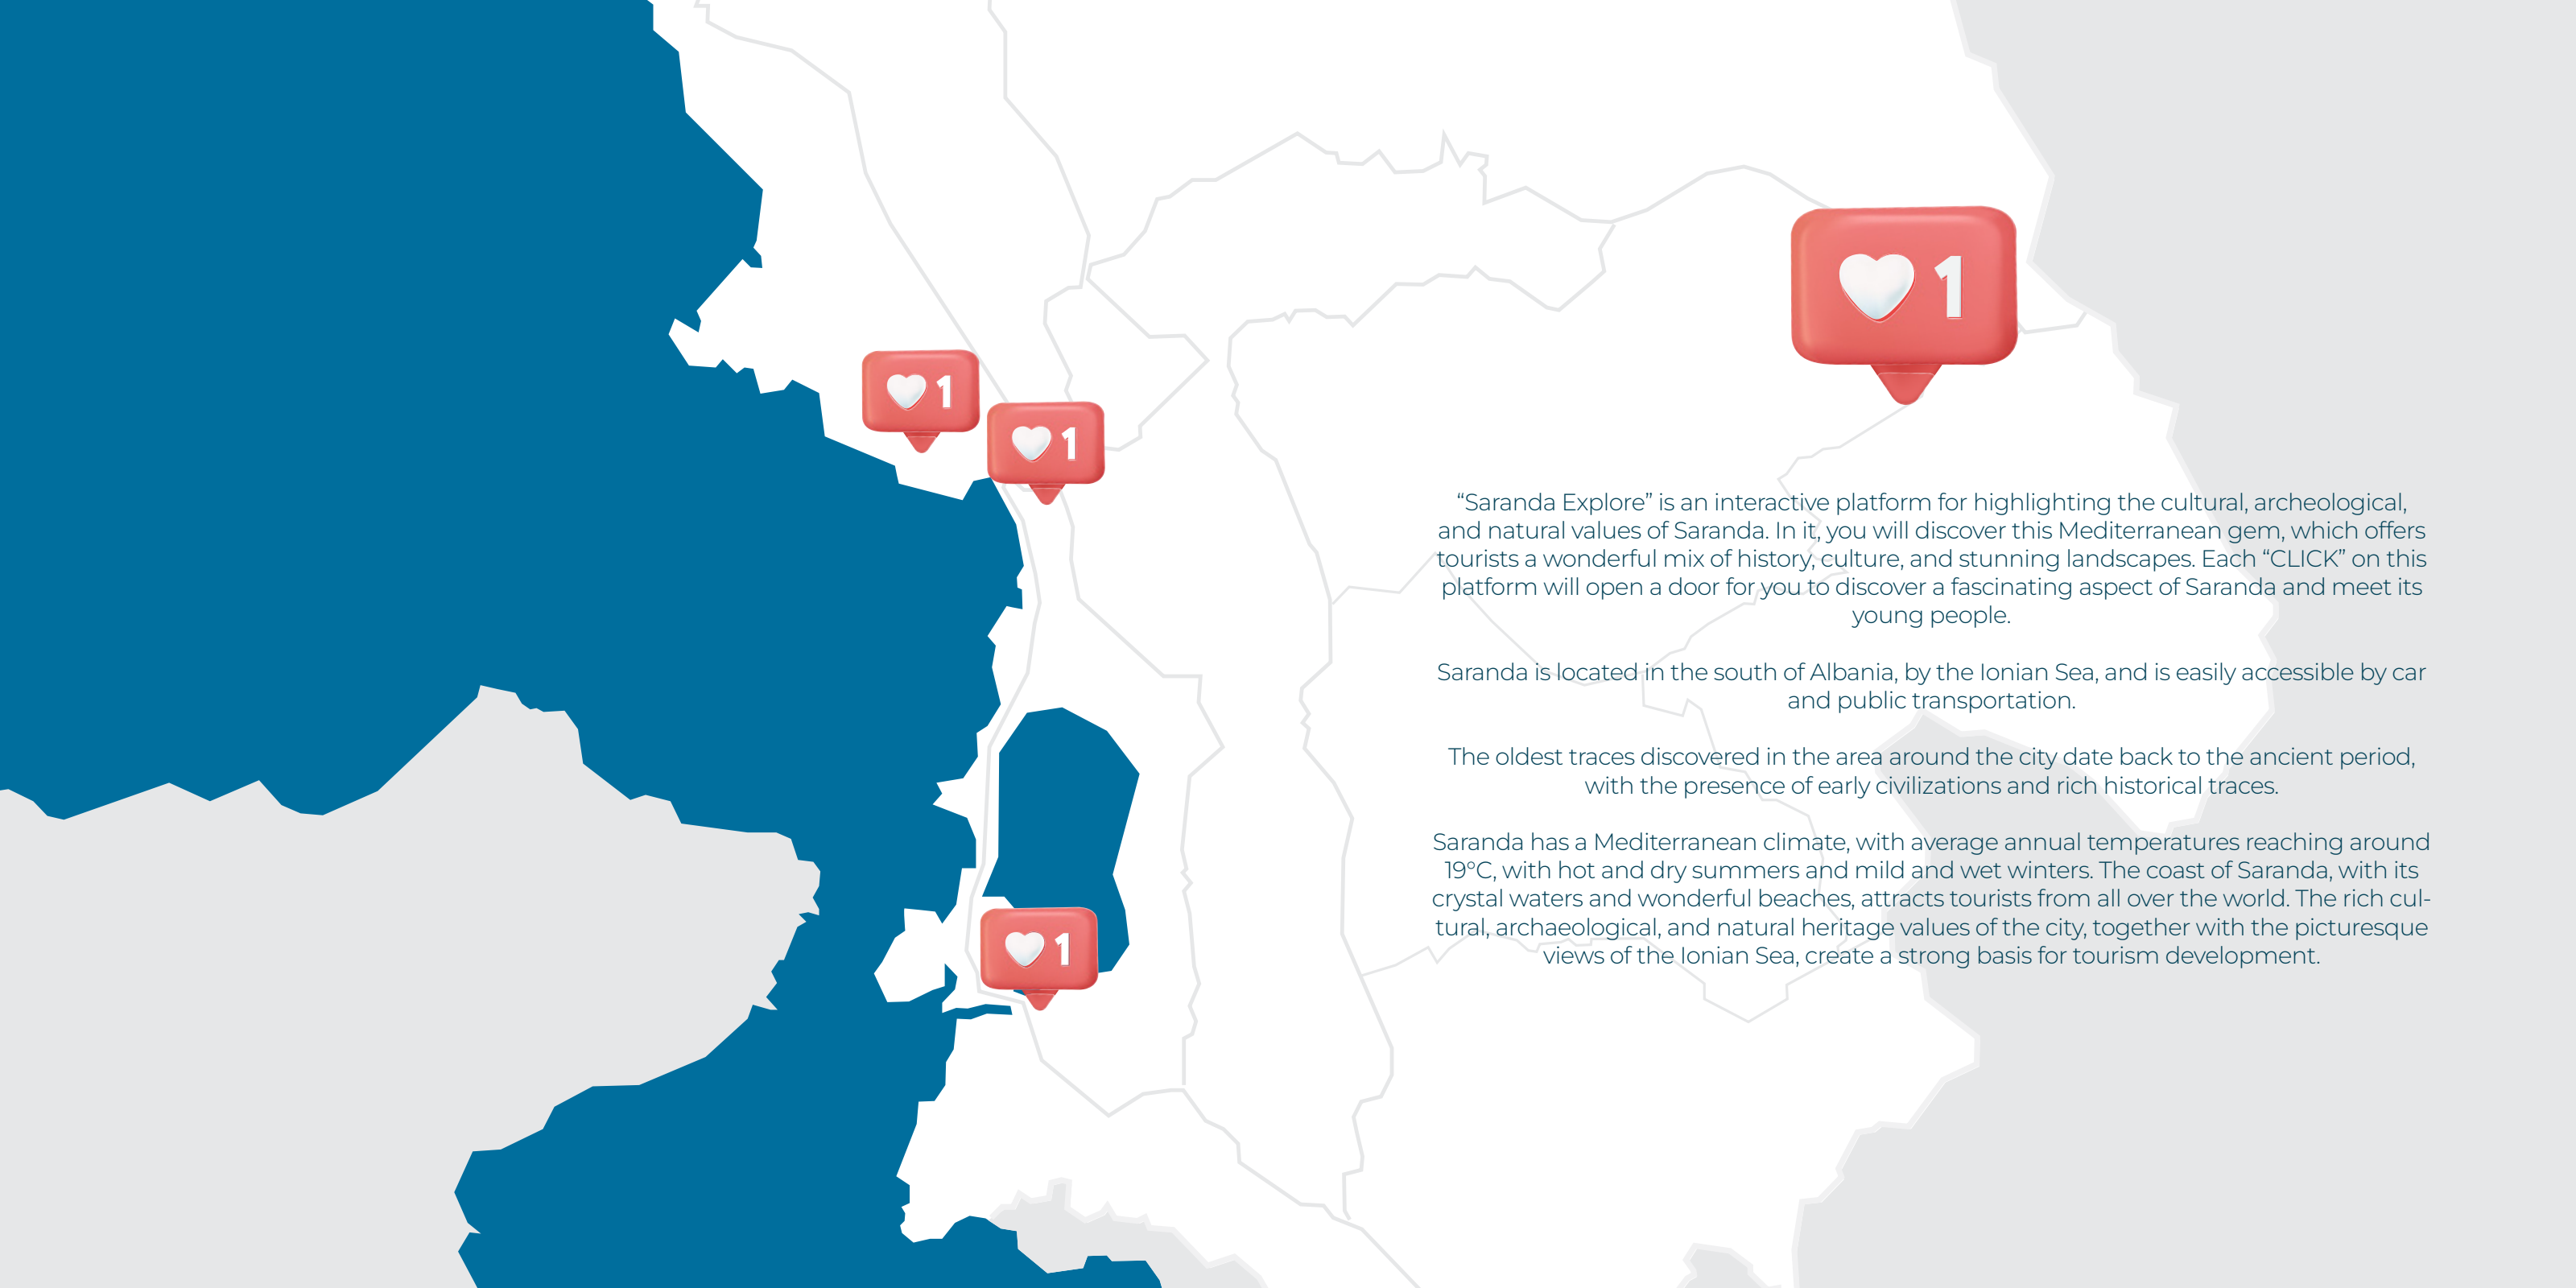 1
1
1
1
“Saranda Explore” is an interactive platform for highlighting the cultural, archeological,
and natural values of Saranda. In it, you will discover this Mediterranean gem, which offers
tourists a wonderful mix of history, culture, and stunning landscapes. Each “CLICK” on this
platform will open a door for you to discover a fascinating aspect of Saranda and meet its
young people.
Saranda is located in the south of Albania, by the Ionian Sea, and is easily accessible by car
and public transportation.
The oldest traces discovered in the area around the city date back to the ancient period,
with the presence of early civilizations and rich historical traces.
Saranda has a Mediterranean climate, with average annual temperatures reaching around
19°C, with hot and dry summers and mild and wet winters. The coast of Saranda, with its
crystal waters and wonderful beaches, attracts tourists from all over the world. The rich cul-
tural, archaeological, and natural heritage values of the city, together with the picturesque
views of the Ionian Sea, create a strong basis for tourism development.